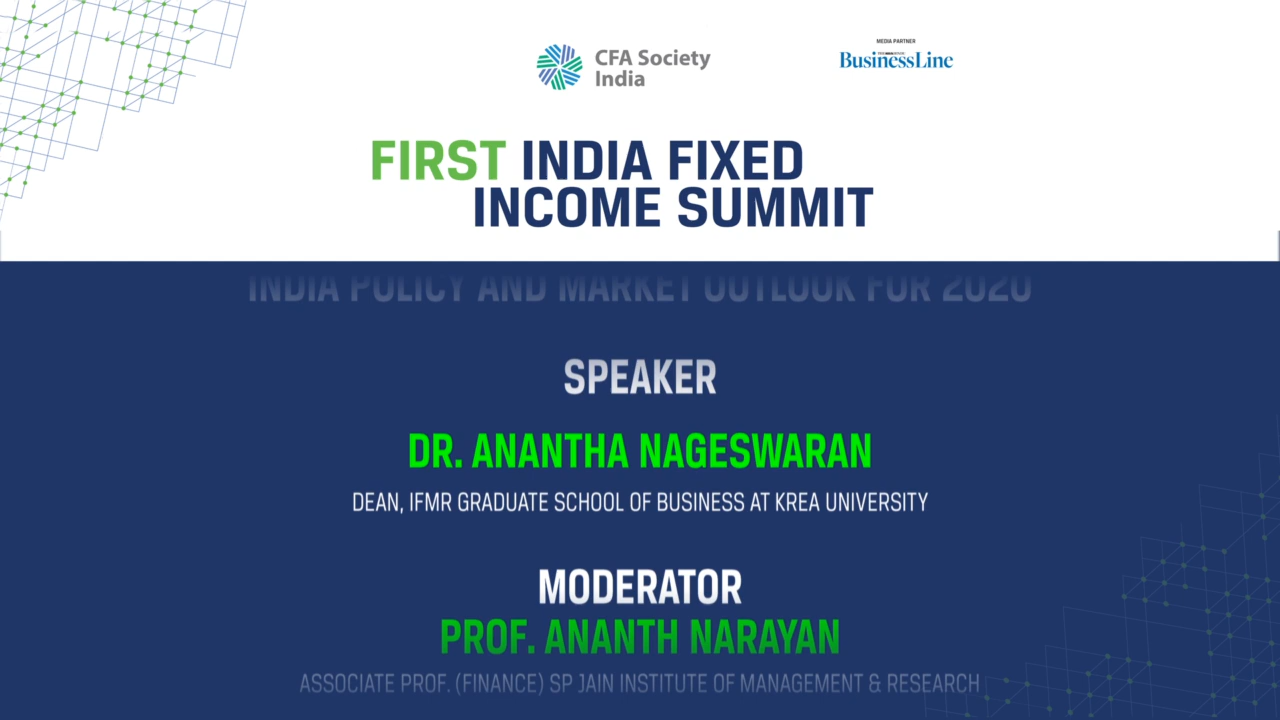 CFA Society
India
MEDIA PARTNER
BusinessLine
FIRST INDIA FIXED
INCOME SUMMIT
INDIA POLICY AND MARKET OUTLOOK FOR 2020
SPEAKER
DR. ANANTHA NAGESWARAN
DEAN, IFMR GRADUATE SCHOOL OF BUSINESS AT KREA UNIVERSITY
MODERATOR
PROF. ANANTH NARAYAN
ASSOCIATE PROF. (FINANCE) SP JAIN INSTITUTE OF MANAGEMENT & RESEARCH